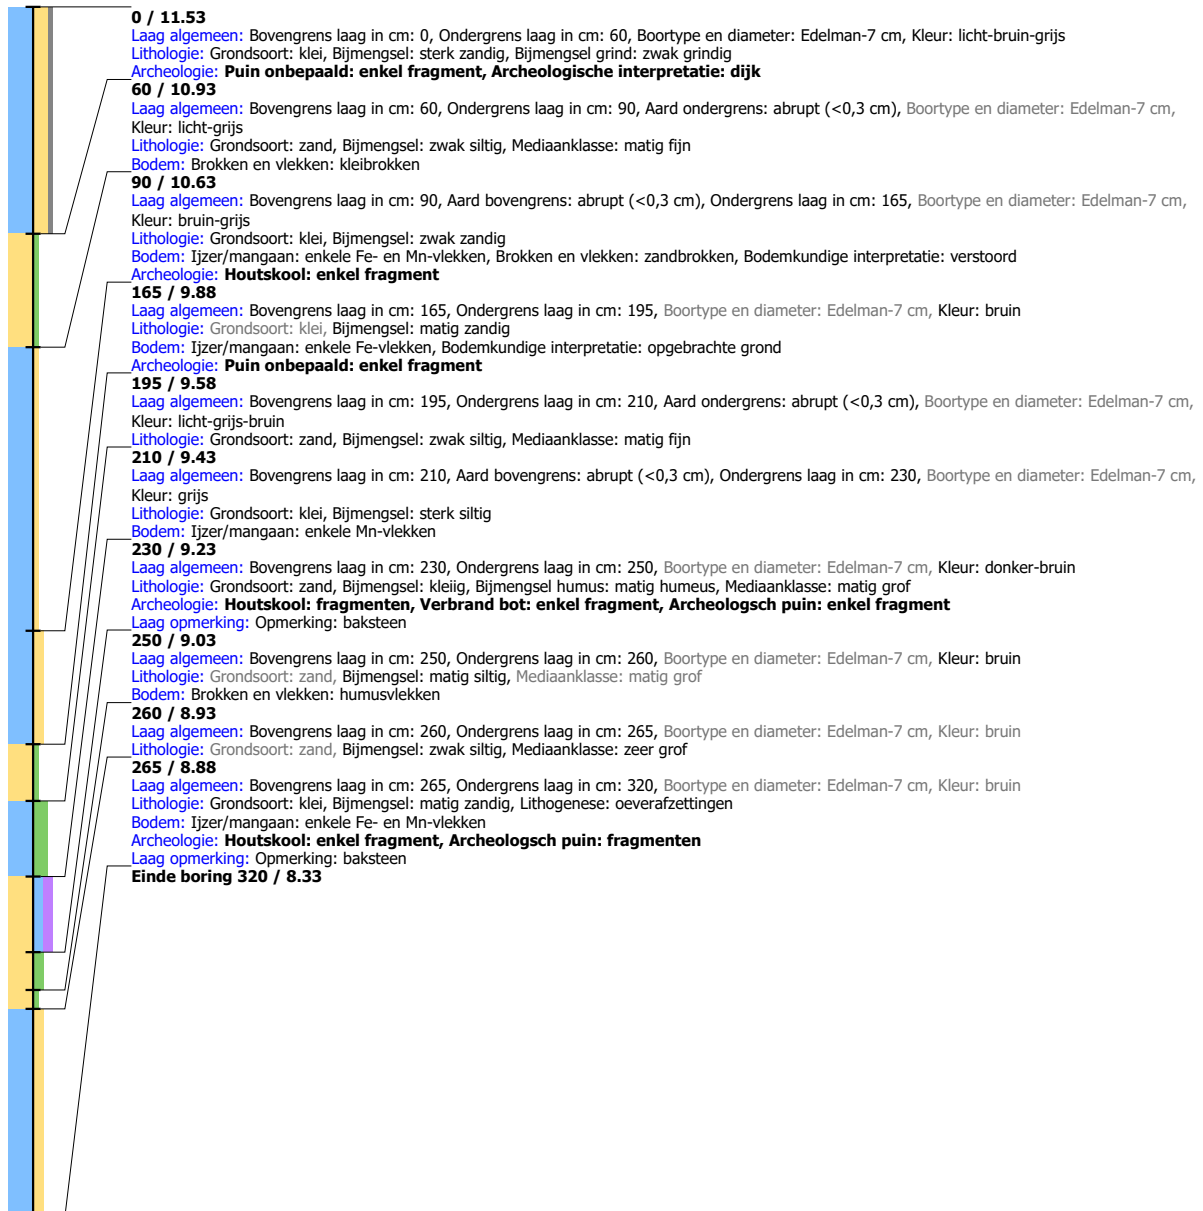 0 / 11.53
Laag algemeen: Bovengrens laag in cm: 0, Ondergrens laag in cm: 60, Boortype en diameter: Edelman-7 cm, Kleur: licht-bruin-grijs
Lithologie: Grondsoort: klei, Bijmengsel: sterk zandig, Bijmengsel grind: zwak grindig
Archeologie: Puin onbepaald: enkel fragment, Archeologische interpretatie: dijk
60 / 10.93
Laag algemeen: Bovengrens laag in cm: 60, Ondergrens laag in cm: 90, Aard ondergrens: abrupt (<0,3 cm), Boortype en diameter: Edelman-7 cm,
Kleur: licht-grijs
Lithologie: Grondsoort: zand, Bijmengsel: zwak siltig, Mediaanklasse: matig fijn
Bodem: Brokken en vlekken: kleibrokken
90 / 10.63
Laag algemeen: Bovengrens laag in cm: 90, Aard bovengrens: abrupt (<0,3 cm), Ondergrens laag in cm: 165, Boortype en diameter: Edelman-7 cm,
Kleur: bruin-grijs
Lithologie: Grondsoort: klei, Bijmengsel: zwak zandig
Bodem: Ijzer/mangaan: enkele Fe- en Mn-vlekken, Brokken en vlekken: zandbrokken, Bodemkundige interpretatie: verstoord
Archeologie: Houtskool: enkel fragment
165 / 9.88
Laag algemeen: Bovengrens laag in cm: 165, Ondergrens laag in cm: 195, Boortype en diameter: Edelman-7 cm, Kleur: bruin
Lithologie: Grondsoort: klei, Bijmengsel: matig zandig
Bodem: Ijzer/mangaan: enkele Fe-vlekken, Bodemkundige interpretatie: opgebrachte grond
Archeologie: Puin onbepaald: enkel fragment
195 / 9.58
Laag algemeen: Bovengrens laag in cm: 195, Ondergrens laag in cm: 210, Aard ondergrens: abrupt (<0,3 cm), Boortype en diameter: Edelman-7 cm,
Kleur: licht-grijs-bruin
Lithologie: Grondsoort: zand, Bijmengsel: zwak siltig, Mediaanklasse: matig fijn
210 / 9.43
Laag algemeen: Bovengrens laag in cm: 210, Aard bovengrens: abrupt (<0,3 cm), Ondergrens laag in cm: 230, Boortype en diameter: Edelman-7 cm,
Kleur: grijs
Lithologie: Grondsoort: klei, Bijmengsel: sterk siltig
Bodem: Ijzer/mangaan: enkele Mn-vlekken
230 / 9.23
Laag algemeen: Bovengrens laag in cm: 230, Ondergrens laag in cm: 250, Boortype en diameter: Edelman-7 cm, Kleur: donker-bruin
Lithologie: Grondsoort: zand, Bijmengsel: kleiig, Bijmengsel humus: matig humeus, Mediaanklasse: matig grof
Archeologie: Houtskool: fragmenten, Verbrand bot: enkel fragment, Archeologsch puin: enkel fragment
Laag opmerking: Opmerking: baksteen
250 / 9.03
Laag algemeen: Bovengrens laag in cm: 250, Ondergrens laag in cm: 260, Boortype en diameter: Edelman-7 cm, Kleur: bruin
Lithologie: Grondsoort: zand, Bijmengsel: matig siltig, Mediaanklasse: matig grof
Bodem: Brokken en vlekken: humusvlekken
260 / 8.93
Laag algemeen: Bovengrens laag in cm: 260, Ondergrens laag in cm: 265, Boortype en diameter: Edelman-7 cm, Kleur: bruin
Lithologie: Grondsoort: zand, Bijmengsel: zwak siltig, Mediaanklasse: zeer grof
265 / 8.88
Laag algemeen: Bovengrens laag in cm: 265, Ondergrens laag in cm: 320, Boortype en diameter: Edelman-7 cm, Kleur: bruin
Lithologie: Grondsoort: klei, Bijmengsel: matig zandig, Lithogenese: oeverafzettingen
Bodem: Ijzer/mangaan: enkele Fe- en Mn-vlekken
Archeologie: Houtskool: enkel fragment, Archeologsch puin: fragmenten
Laag opmerking: Opmerking: baksteen
Einde boring 320 / 8.33